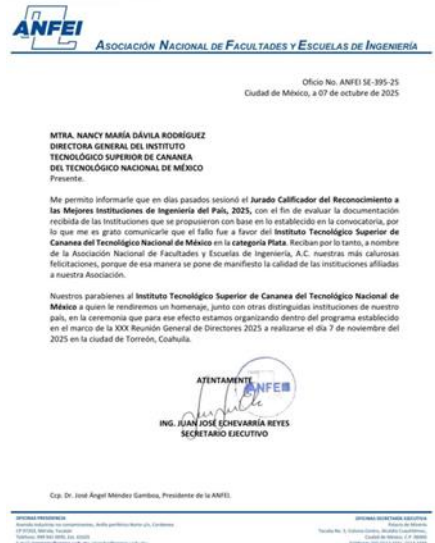 ANFEI
ASOCIACIÓN NACIONAL DE FACULTADES Y ESCUELAS DE INGENIERÍA
Oficio No. ANFEI SE-395-25
Ciudad de México, a 07 de octubre de 2025
MTRA. NANCY MARÍA DÁVILA RODRÍGUEZ
DIRECTORA GENERAL DEL INSTITUTO
TECNOLÓGICO SUPERIOR DE CANANEA
DEL TECNOLÓGICO NACIONAL DE MÉXICO
Presente.
Me permito informarle que en días pasados sesionó el Jurado Calificador del Reconocimiento a
las Mejores Instituciones de Ingeniería del País, 2025, con el fin de evaluar la documentación
recibida de las Instituciones que se propusieron con base en lo establecido en la convocatoria, por
lo que me es grato comunicarle que el fallo fue a favor del Instituto Tecnológico Superior de
Cananea del Tecnológico Nacional de México en la categoría Plata. Reciban por lo tanto, a nombre
de la Asociación Nacional de Facultades y Escuelas de Ingeniería, A.C. nuestras más calurosas
felicitaciones, porque de esa manera se pone de manifiesto la calidad de las instituciones afiliadas
a nuestra Asociación.
Nuestros parabienes al Instituto Tecnológico Superior de Cananea del Tecnológico Nacional de
México a quien le rendiremos un homenaje, junto con otras distinguidas instituciones de nuestro
país, en la ceremonia que para ese efecto estamos organizando dentro del programa establecido
en el marco de la XXX Reunión General de Directores 2025 a realizarse el día 7 de noviembre del
2025 en la ciudad de Torreón, Coahuila.
ATENTAMENTE
ANFEI
ING. JUAN JOSÉ ECHEVARRÍA REYES
SECRETARIO EJECUTIVO
Ccp. Dr. José Ángel Méndez Gamboa, Presidente de la ANFEI.
OFICINAS PRESIDENCIA
OFICINAS SECRETARÍA EJECUTIVA
Palacio de Minería